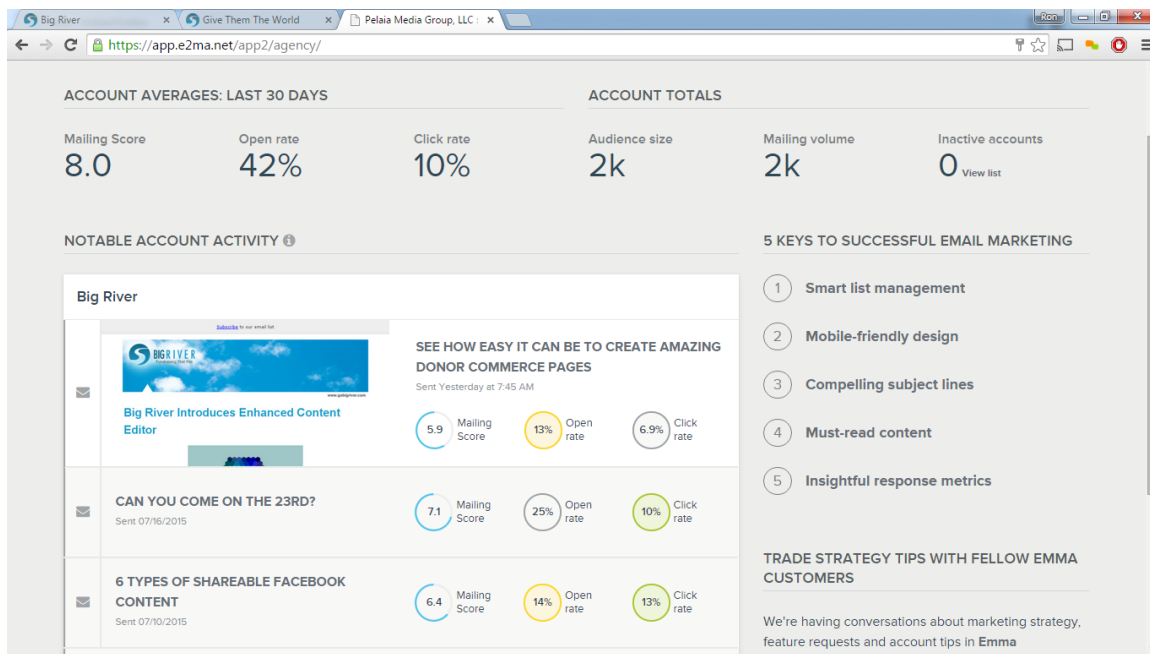 Big River
Give Them The World
Pelaia Media Group, LLC :
Ron
https://app.e2ma.net/app2/agency/
ACCOUNT AVERAGES: LAST 30 DAYS
ACCOUNT TOTALS
Mailing Score
Open rate
Click rate
Audience size
Mailing volume
Inactive accounts
8.0
42%
10%
2k
2k
0 View list
NOTABLE ACCOUNT ACTIVITY
Big River
Subscribe to our email list
BIGRIVER
www.gobigriver.com
Big River Introduces Enhanced Content
Editor
SEE HOW EASY IT CAN BE TO CREATE AMAZING
DONOR COMMERCE PAGES
Sent Yesterday at 7:45 AM
5.9 Mailing
Score
13% Open
rate
6.9% Click
rate
CAN YOU COME ON THE 23RD?
Sent 07/16/2015
7.1 Mailing
Score
25% Open
rate
10% Click
rate
6 TYPES OF SHAREABLE FACEBOOK
CONTENT
Sent 07/10/2015
6.4 Mailing
Score
14% Open
rate
13% Click
rate
5 KEYS TO SUCCESSFUL EMAIL MARKETING
1 Smart list management
2 Mobile-friendly design
3 Compelling subject lines
4 Must-read content
5 Insightful response metrics
TRADE STRATEGY TIPS WITH FELLOW EMMA
CUSTOMERS
We're having conversations about marketing strategy,
feature requests and account tips in Emma